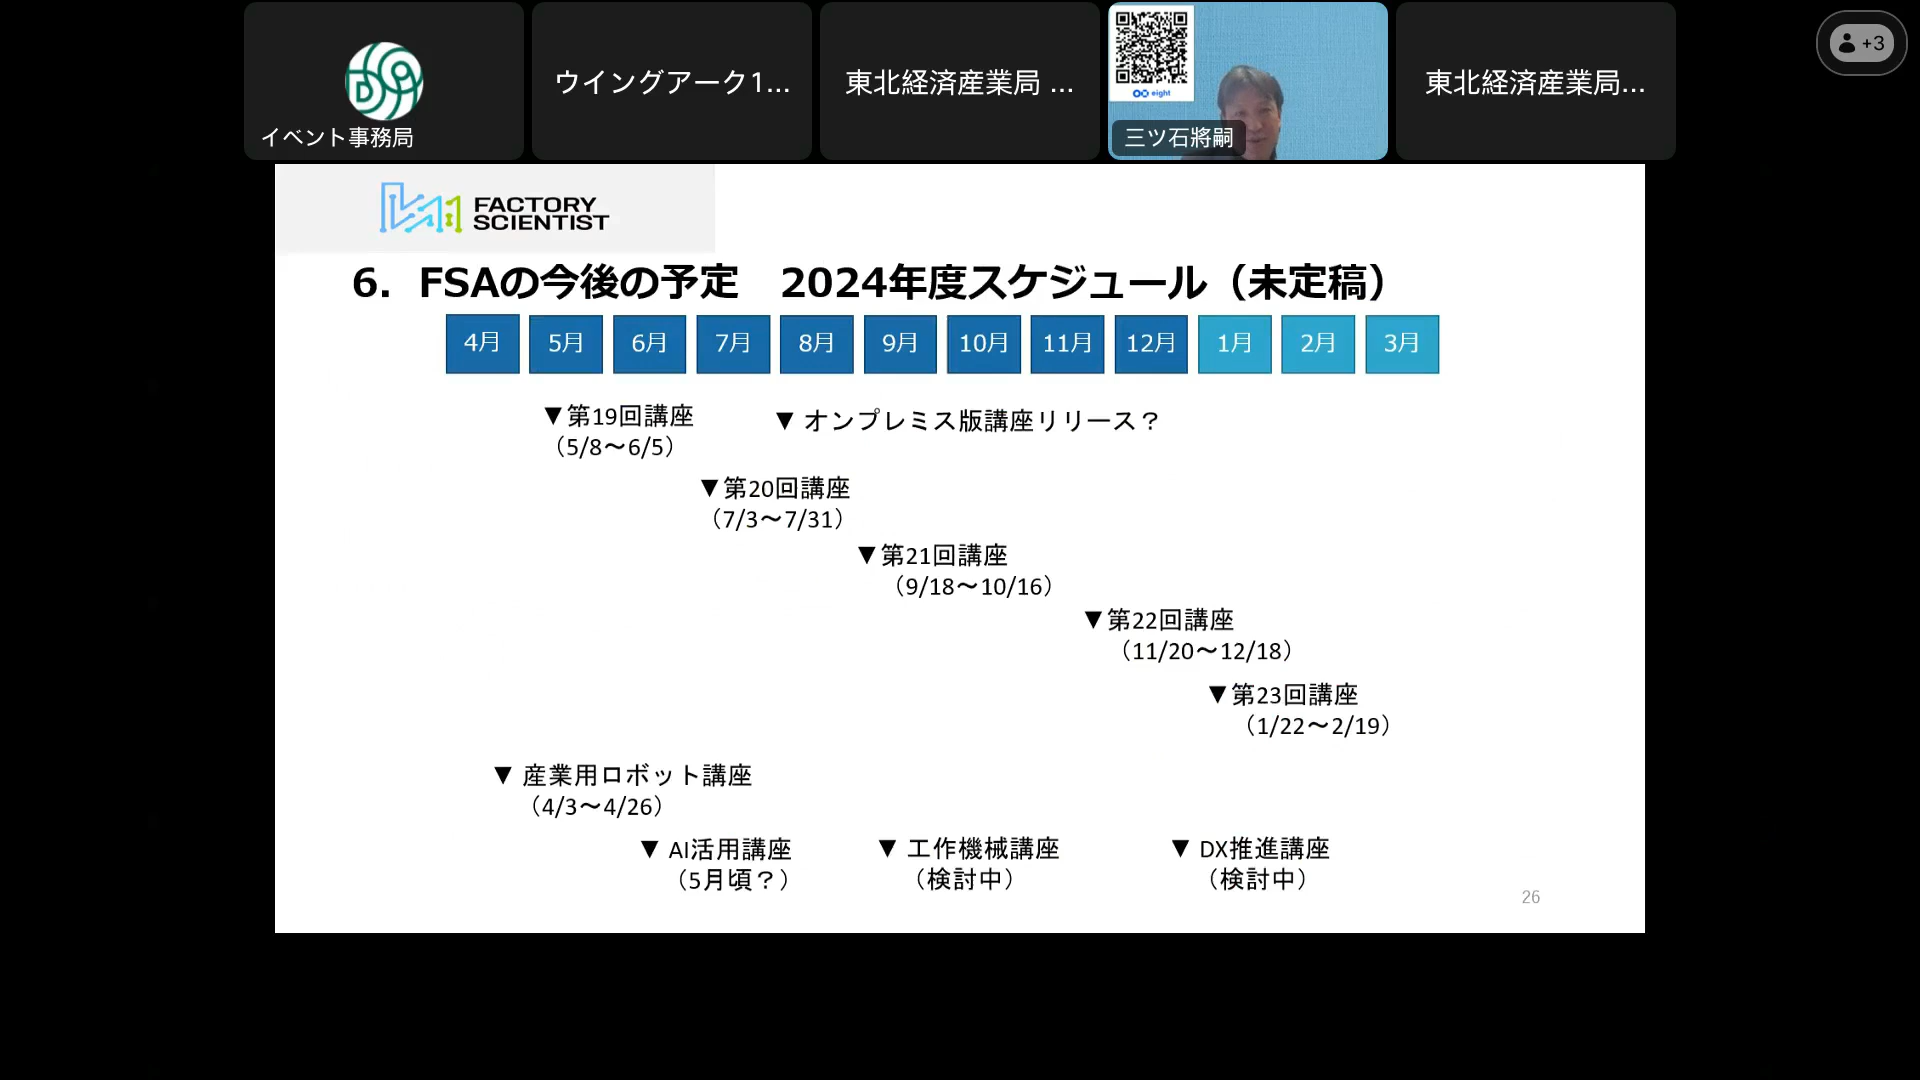 +3
ウイングアーク1...
東北経済産業局 ...
東北経済産業局...
eight
イベント事務局
三ツ石將嗣
FACTORY
SCIENTIST
6. FSAの今後の予定　2024年度スケジュール（未定稿）
4月 5月 6月 7月 8月 9月 10月 11月 12月 1月 2月 3月
▼第19回講座
（5/8～6/5）
▼ オンプレミス版講座リリース？
▼第20回講座
（7/3～7/31）
▼第21回講座
（9/18～10/16）
▼第22回講座
（11/20～12/18）
▼第23回講座
（1/22～2/19）
▼ 産業用ロボット講座
（4/3～4/26）
▼ AI活用講座
（5月頃？）
▼ 工作機械講座
（検討中）
▼ DX推進講座
（検討中）
26